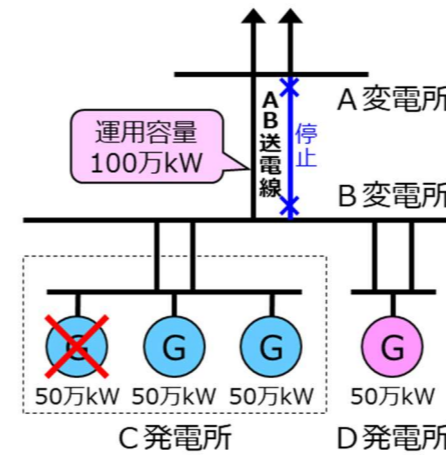 A変電所
AB送電線
停止
運用容量
100万kW
B変電所
G G G G
50万kW 50万kW 50万kW 50万kW
C発電所 D発電所